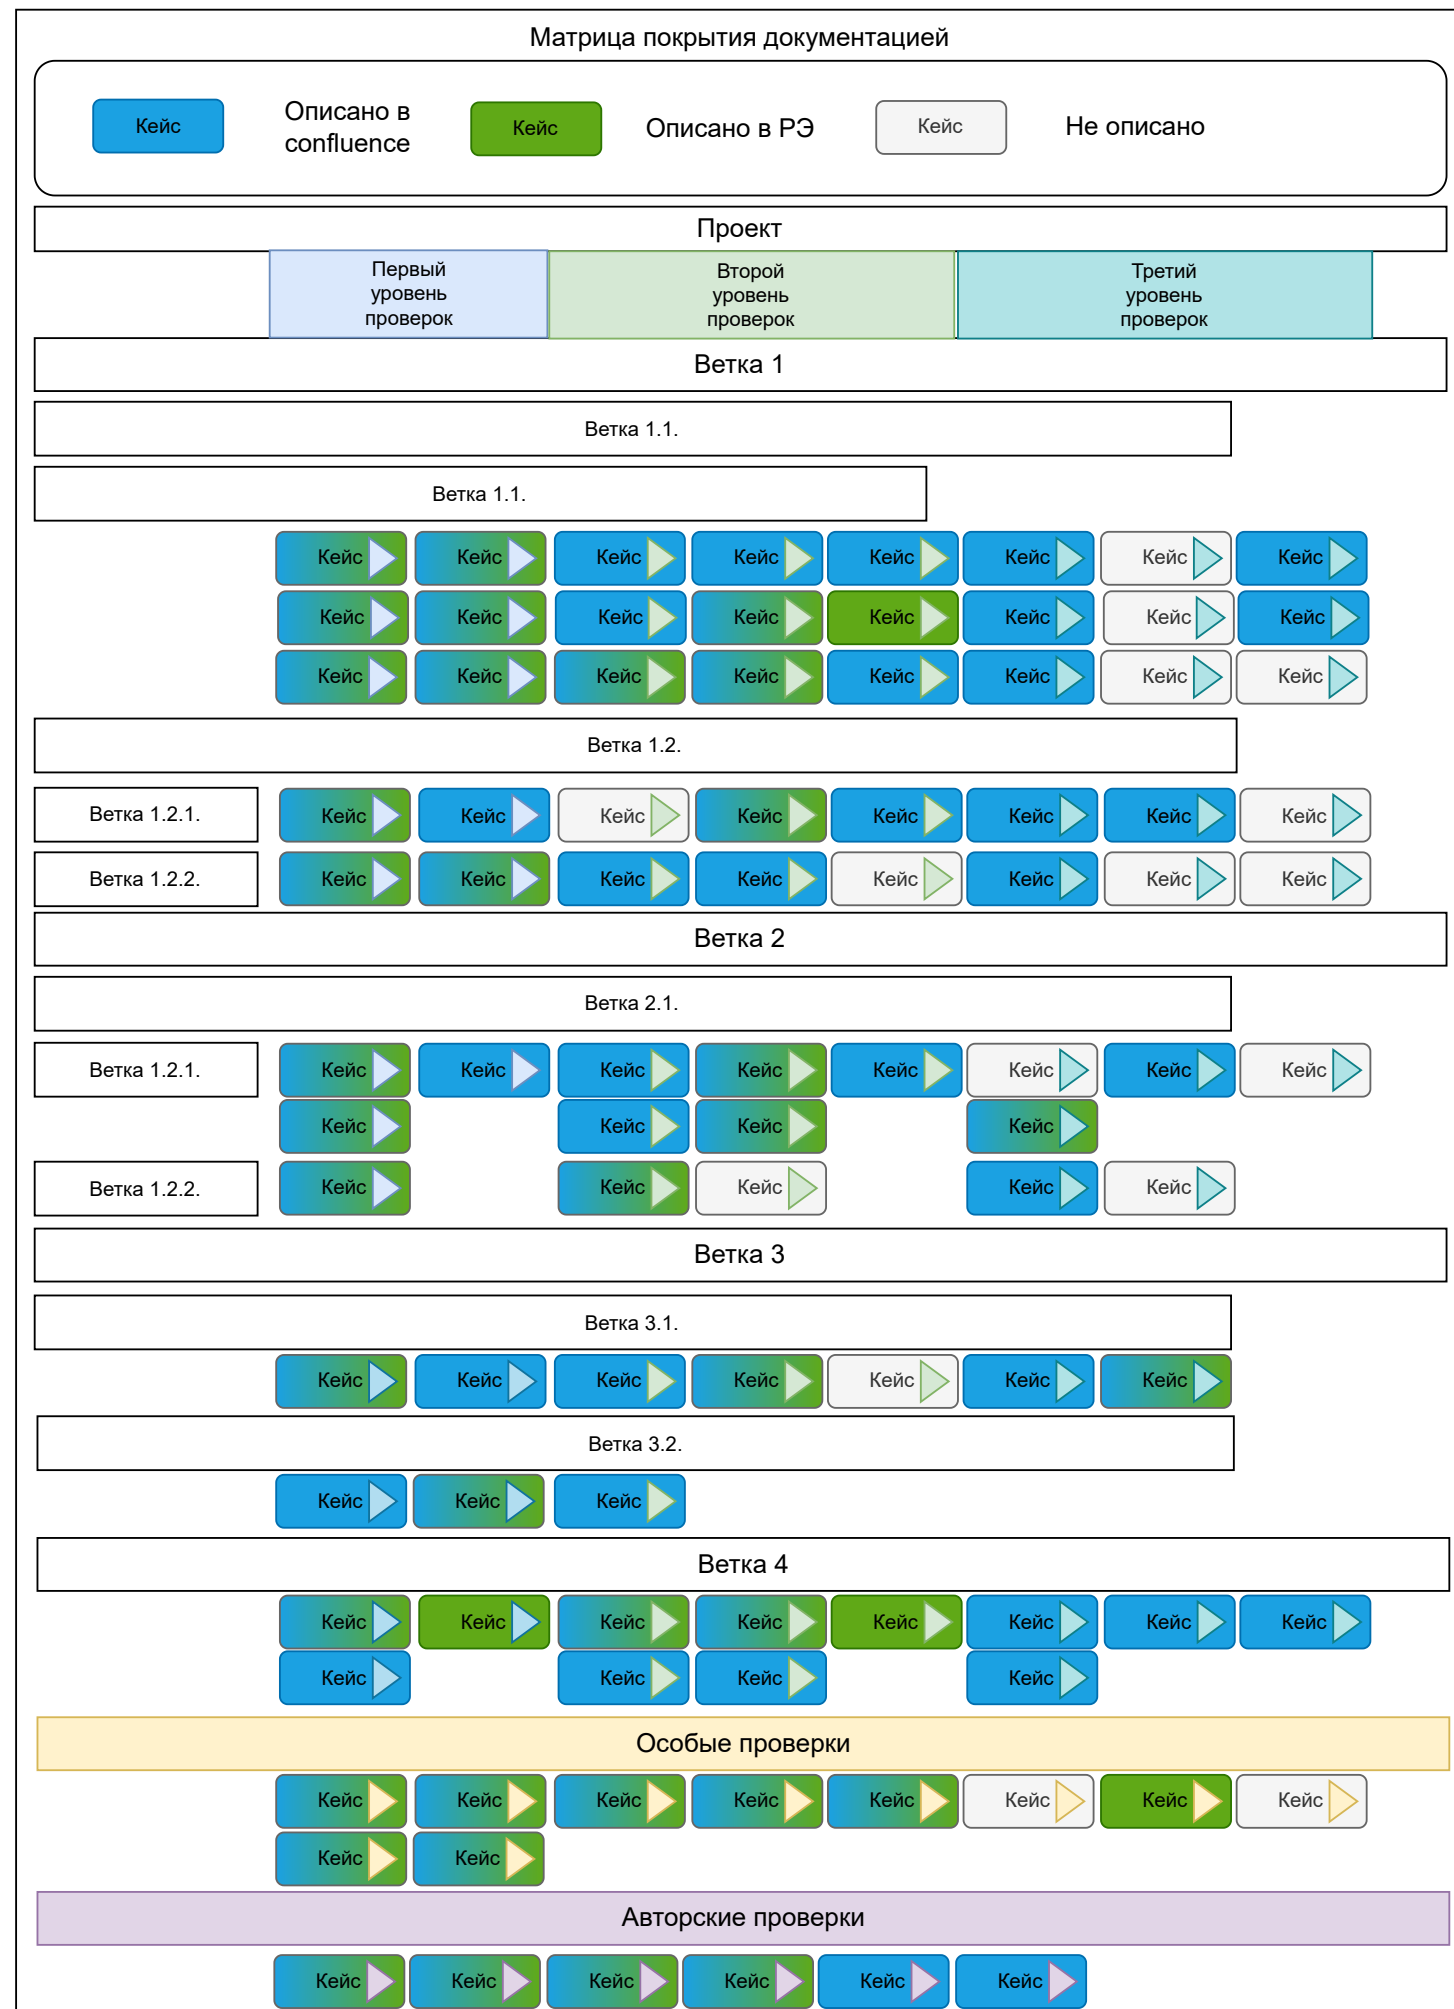 Матрица покрытия документацией
Кейс
Описано в
confluence
Кейс
Описано в РЭ
Кейс
Не описано
Проект
Первый
уровень
проверок
Второй
уровень
проверок
Третий
уровень
проверок
Ветка 1
Ветка 1.1.
Ветка 1.1.
Кейс Кейс Кейс Кейс Кейс Кейс Кейс Кейс
Кейс Кейс Кейс Кейс Кейс Кейс Кейс Кейс
Кейс Кейс Кейс Кейс Кейс Кейс Кейс Кейс
Ветка 1.2.
Ветка 1.2.1. Кейс Кейс Кейс Кейс Кейс Кейс Кейс Кейс
Ветка 1.2.2. Кейс Кейс Кейс Кейс Кейс Кейс Кейс Кейс
Ветка 2
Ветка 2.1.
Ветка 1.2.1. Кейс Кейс Кейс Кейс Кейс Кейс Кейс Кейс
Кейс Кейс Кейс Кейс
Ветка 1.2.2. Кейс Кейс Кейс Кейс Кейс
Ветка 3
Ветка 3.1.
Кейс Кейс Кейс Кейс Кейс Кейс Кейс
Ветка 3.2.
Кейс Кейс Кейс
Ветка 4
Кейс Кейс Кейс Кейс Кейс Кейс Кейс Кейс
Кейс Кейс Кейс Кейс
Особые проверки
Кейс Кейс Кейс Кейс Кейс Кейс Кейс Кейс
Кейс Кейс
Авторские проверки
Кейс Кейс Кейс Кейс Кейс Кейс